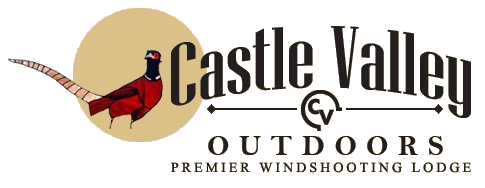 Castle Valley
CV
OUTDOORS
PREMIER WINDSHOOTING LODGE